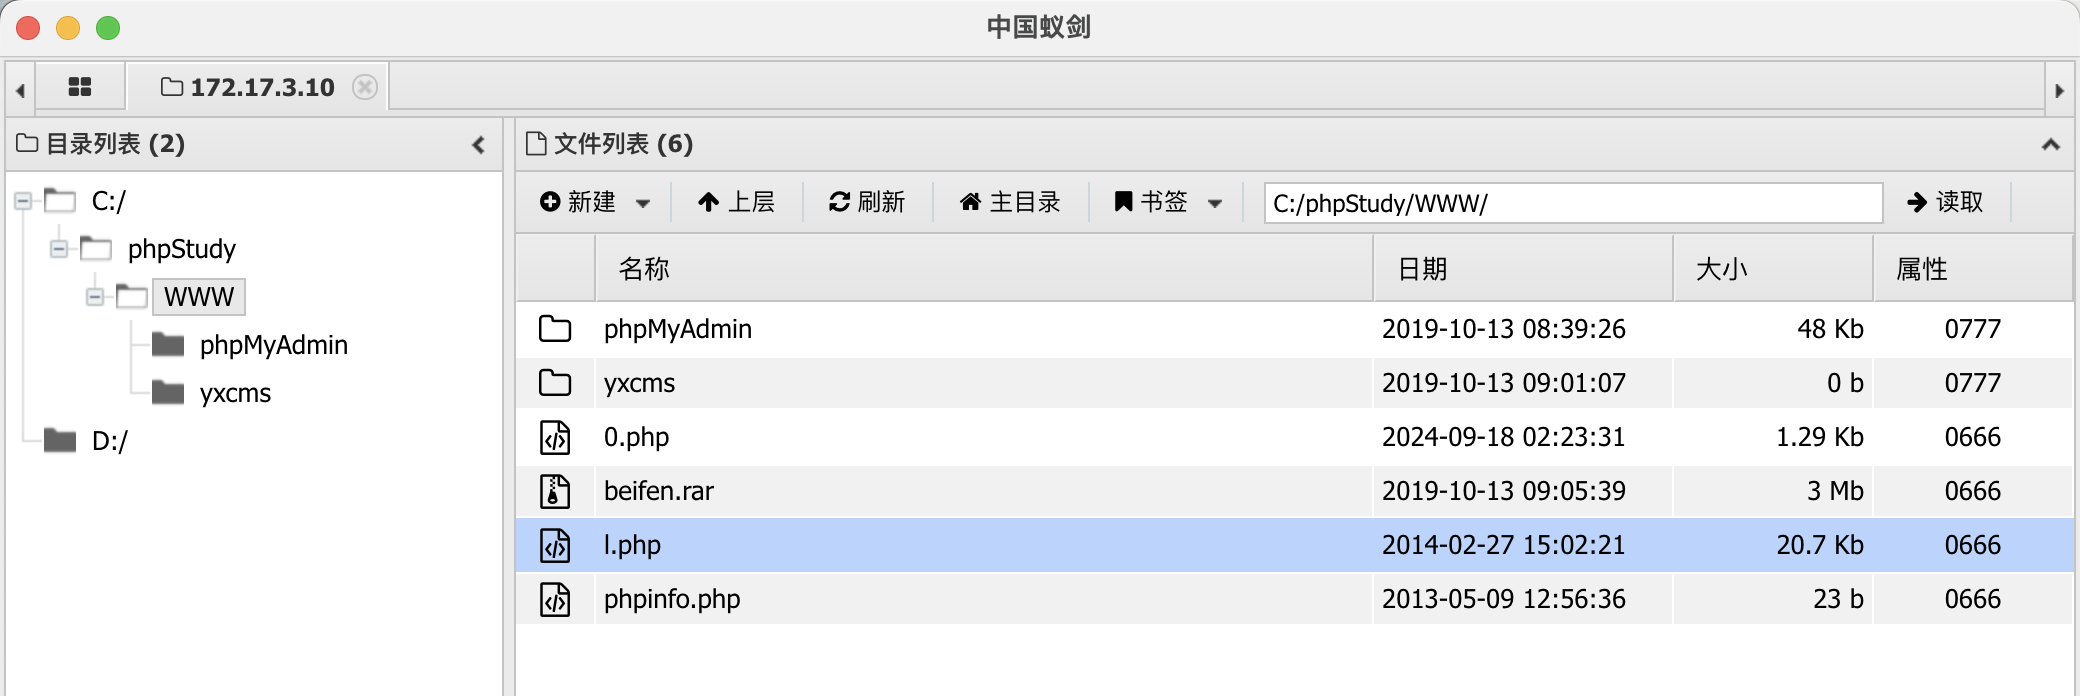 中国蚁剑
172.17.3.10
目录列表 (2)
C:/
phpStudy
WWW
phpMyAdmin
yxcms
D:/
文件列表 (6)
新建 上层 刷新 主目录 书签 C:/phpStudy/WWW/ 读取
名称 日期 大小 属性
phpMyAdmin 2019-10-13 08:39:26 48 Kb 0777
yxcms 2019-10-13 09:01:07 0 b 0777
0.php 2024-09-18 02:23:31 1.29 Kb 0666
beifen.rar 2019-10-13 09:05:39 3 Mb 0666
l.php 2014-02-27 15:02:21 20.7 Kb 0666
phpinfo.php 2013-05-09 12:56:36 23 b 0666